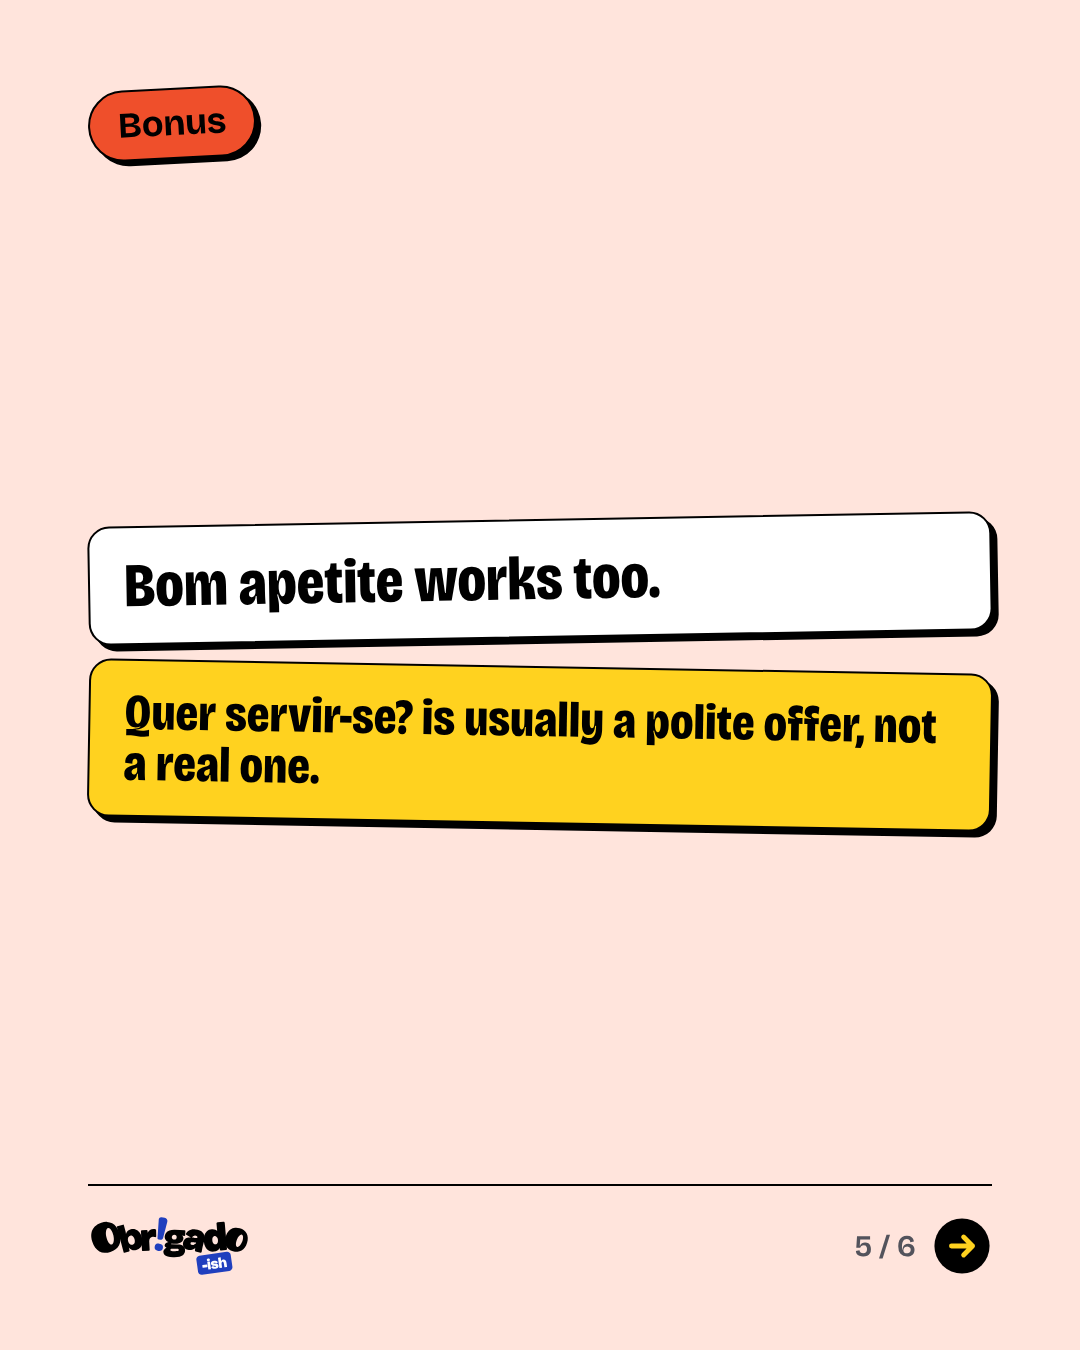 Bonus
Bom apetite works too.
Quer servir-se? is usually a polite offer, not
a real one.
Obr!gado
-ish
5 / 6